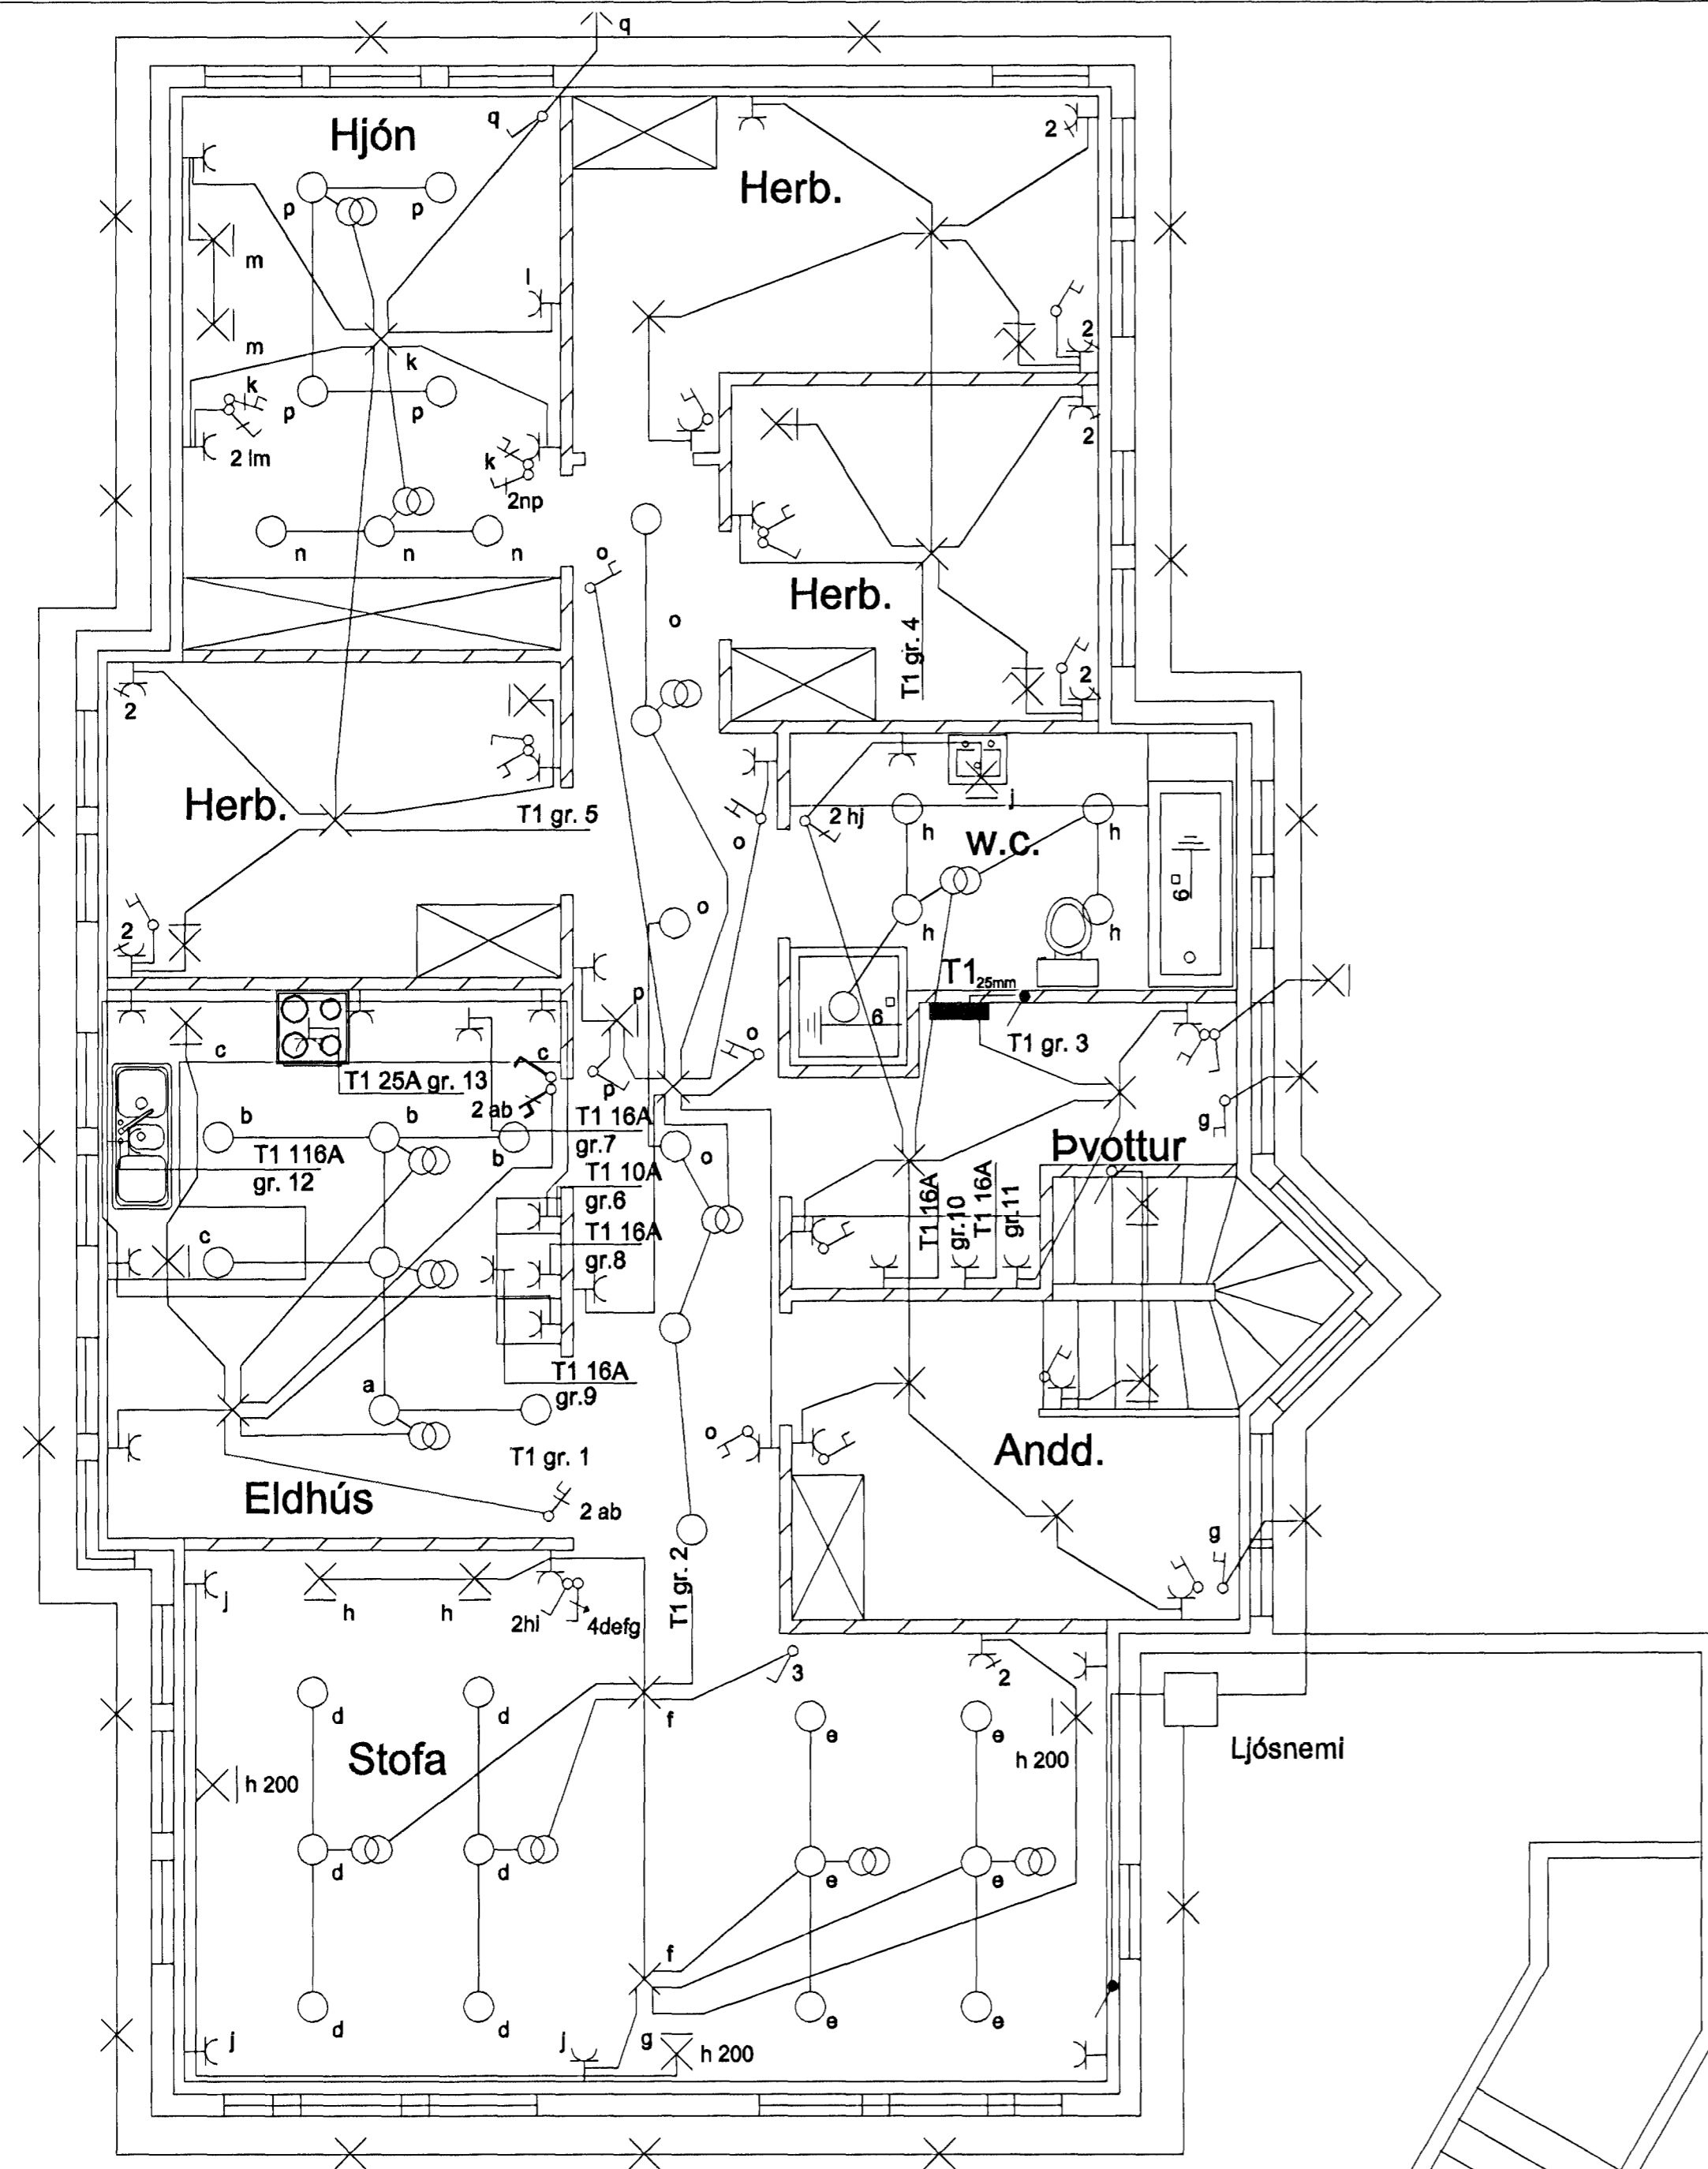 q
q
Hjón
2
Herb.
p
p
m
l
m
k
2
k
p
p
2
2 lm
k
2np
n
n
n
o
o
Herb.
T1 gr. 4
2
2
Herb.
T1 gr. 5
2 hj
j
o
h
h
W.C.
6
2
o
h
h
T1 25mm
p
6
T1 gr. 3
o
c
c
T1 25A gr. 13
p
2 ab
b
b
b
T1 16A
gr.7
g
Þvottur
T1 116A
gr. 12
o
T1 10A
gr.6
T1 16A
gr.10
T1 16A
gr.11
c
T1 16A
gr.8
T1 16A
gr.9
a
o
Andd.
T1 gr. 1
Eldhús
2 ab
g
T1 gr. 2
j
h
h
2hl
4defg
3
2
d
d
f
e
e
Stofa
h 200
Ljósnemi
h 200
d
d
e
e
f
d
d
e
e
j
j
g
h 200